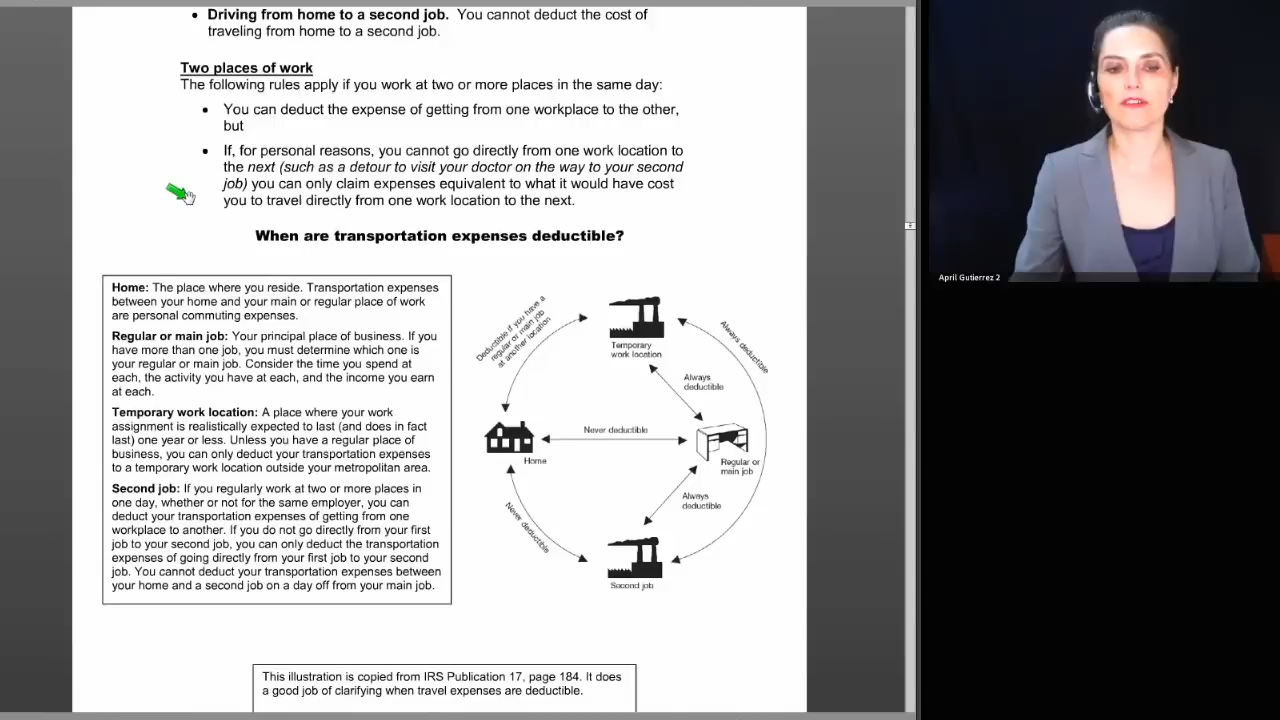 • Driving from home to a second job. You cannot deduct the cost of
traveling from home to a second job.
Two places of work
The following rules apply if you work at two or more places in the same day:
• You can deduct the expense of getting from one workplace to the other,
but
• If, for personal reasons, you cannot go directly from one work location to
the next (such as a detour to visit your doctor on the way to your second
job) you can only claim expenses equivalent to what it would have cost
you to travel directly from one work location to the next.
When are transportation expenses deductible?
Home: The place where you reside. Transportation expenses
between your home and your main or regular place of work
are personal commuting expenses.
Regular or main job: Your principal place of business. If you
have more than one job, you must determine which one is
your regular or main job. Consider the time you spend at
each, the activity you have at each, and the income you earn
at each.
Temporary work location: A place where your work
assignment is realistically expected to last (and does in fact
last) one year or less. Unless you have a regular place of
business, you can only deduct your transportation expenses
to a temporary work location outside your metropolitan area.
Second job: If you regularly work at two or more places in
one day, whether or not for the same employer, you can
deduct your transportation expenses of getting from one
workplace to another. If you do not go directly from your first
job to your second job, you can only deduct the transportation
expenses of going directly from your first job to your second
job. You cannot deduct your transportation expenses between
your home and a second job on a day off from your main job.
Deductible if you have a
regular or main job
at another location
Temporary
work location
Always deductible
Always
deductible
Never deductible
Home
Regular or
main job
Always
deductible
Never deductible
Second job
This illustration is copied from IRS Publication 17, page 184. It does
a good job of clarifying when travel expenses are deductible.
April Gutierrez 2